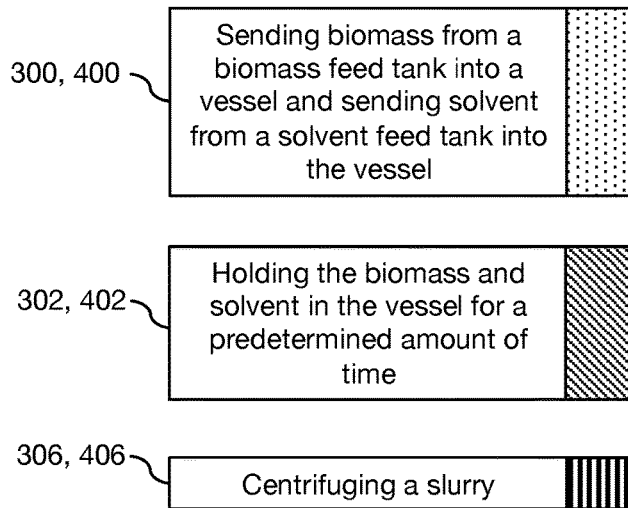 Sending biomass from a
biomass feed tank into a
300, 400
vessel and sending solvent
from a solvent feed tank into
the vessel
Holding the biomass and
302, 402
solvent in the vessel for a
predetermined amount of
time
306, 406
Centrifuging a slurry